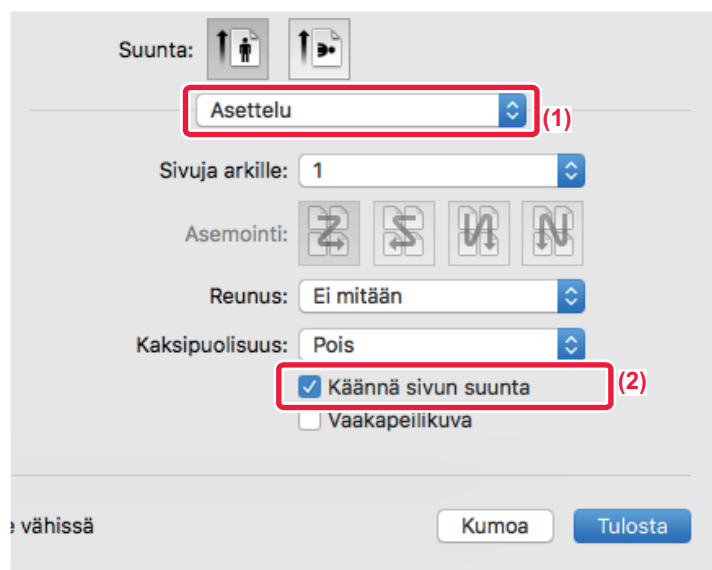 Suunta:
Asettelu
(1)
Sivuja arkille: 1
Asemointi:
Reunus: Ei mitään
Kaksipuolisuus: Pois
Käännä sivun suunta
(2)
Vaakapeilikuva
vähissä
Kumoa
Tulosta